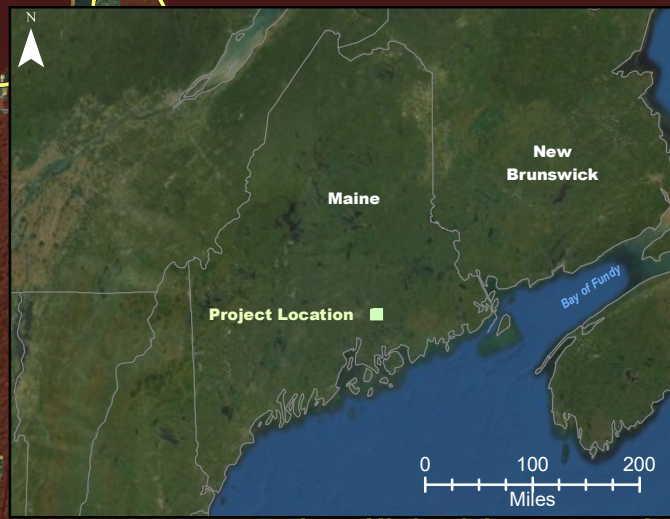 N
Maine
New
Brunswick
Project Location
Bay of Fundy
0 100 200
Miles